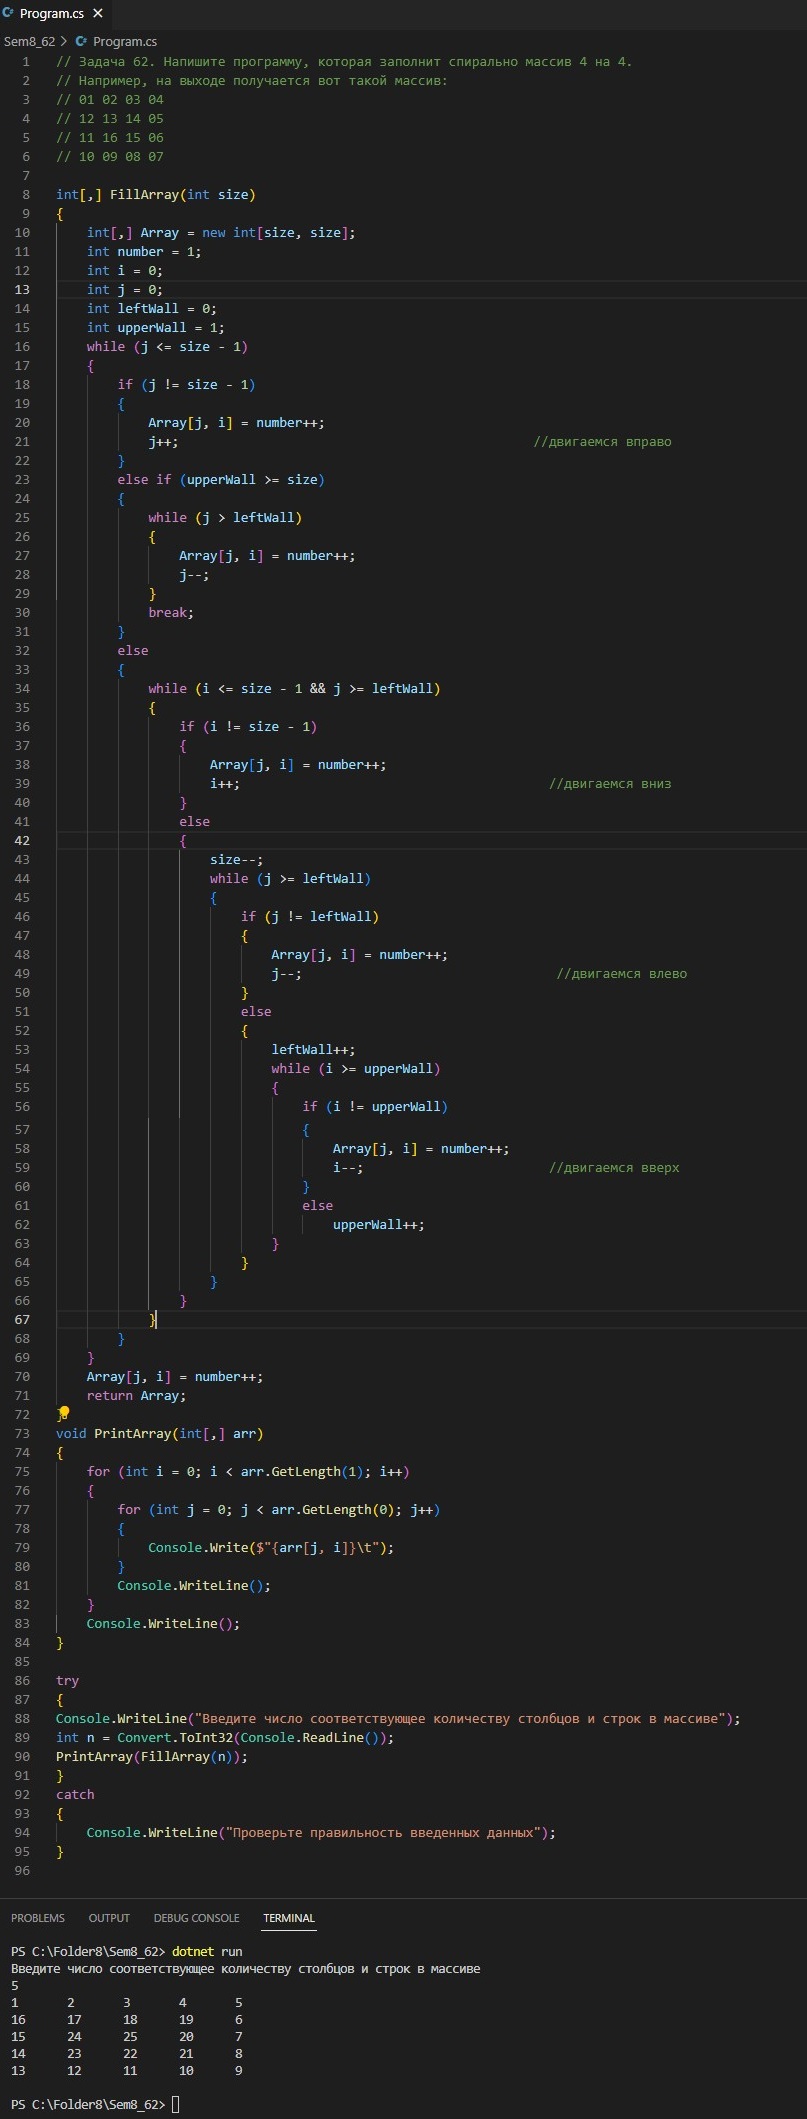 Program.cs
Sem8_62 > Program.cs
1 // Задача 62. Напишите программу, которая заполнит спирально массив 4 на 4.
2 // Например, на выходе получается вот такой массив:
3 // 01 02 03 04
4 // 12 13 14 05
5 // 11 16 15 06
6 // 10 09 08 07
7
8 int[,] FillArray(int size)
9 {
10 int[,] Array = new int[size, size];
11 int number = 1;
12 int i = 0;
13 int j = 0;
14 int leftWall = 0;
15 int upperWall = 1;
16 while (j <= size - 1)
17 {
18 if (j != size - 1)
19 {
20 Array[j, i] = number++;
21 j++; //двигаемся вправо
22 }
23 else if (upperWall >= size)
24 {
25 while (j > leftWall)
26 {
27 Array[j, i] = number++;
28 j--;
29 }
30 break;
31 }
32 else
33 {
34 while (i <= size - 1 && j >= leftWall)
35 {
36 if (i != size - 1)
37 {
38 Array[j, i] = number++;
39 i++; //двигаемся вниз
40 }
41 else
42 {
43 size--;
44 while (j >= leftWall)
45 {
46 if (j != leftWall)
47 {
48 Array[j, i] = number++;
49 j--; //двигаемся влево
50 }
51 else
52 {
53 leftWall++;
54 while (i >= upperWall)
55 {
56 if (i != upperWall)
57 {
58 Array[j, i] = number++;
59 i--; //двигаемся вверх
60 }
61 else
62 upperWall++;
63 }
64 }
65 }
66 }
67 }
68 }
69 }
70 Array[j, i] = number++;
71 return Array;
72 }
73 void PrintArray(int[,] arr)
74 {
75 for (int i = 0; i < arr.GetLength(1); i++)
76 {
77 for (int j = 0; j < arr.GetLength(0); j++)
78 {
79 Console.Write($"{arr[j, i]}\t");
80 }
81 Console.WriteLine();
82 }
83 Console.WriteLine();
84 }
85
86 try
87 {
88 Console.WriteLine("Введите число соответствующее количеству столбцов и строк в массиве");
89 int n = Convert.ToInt32(Console.ReadLine());
90 PrintArray(FillArray(n));
91 }
92 catch
93 {
94 Console.WriteLine("Проверьте правильность введенных данных");
95 }
96
PROBLEMS OUTPUT DEBUG CONSOLE TERMINAL
PS C:\Folder8\Sem8_62> dotnet run
Введите число соответствующее количеству столбцов и строк в массиве
5
1 2 3 4 5
16 17 18 19 6
15 24 25 20 7
14 23 22 21 8
13 12 11 10 9
PS C:\Folder8\Sem8_62>